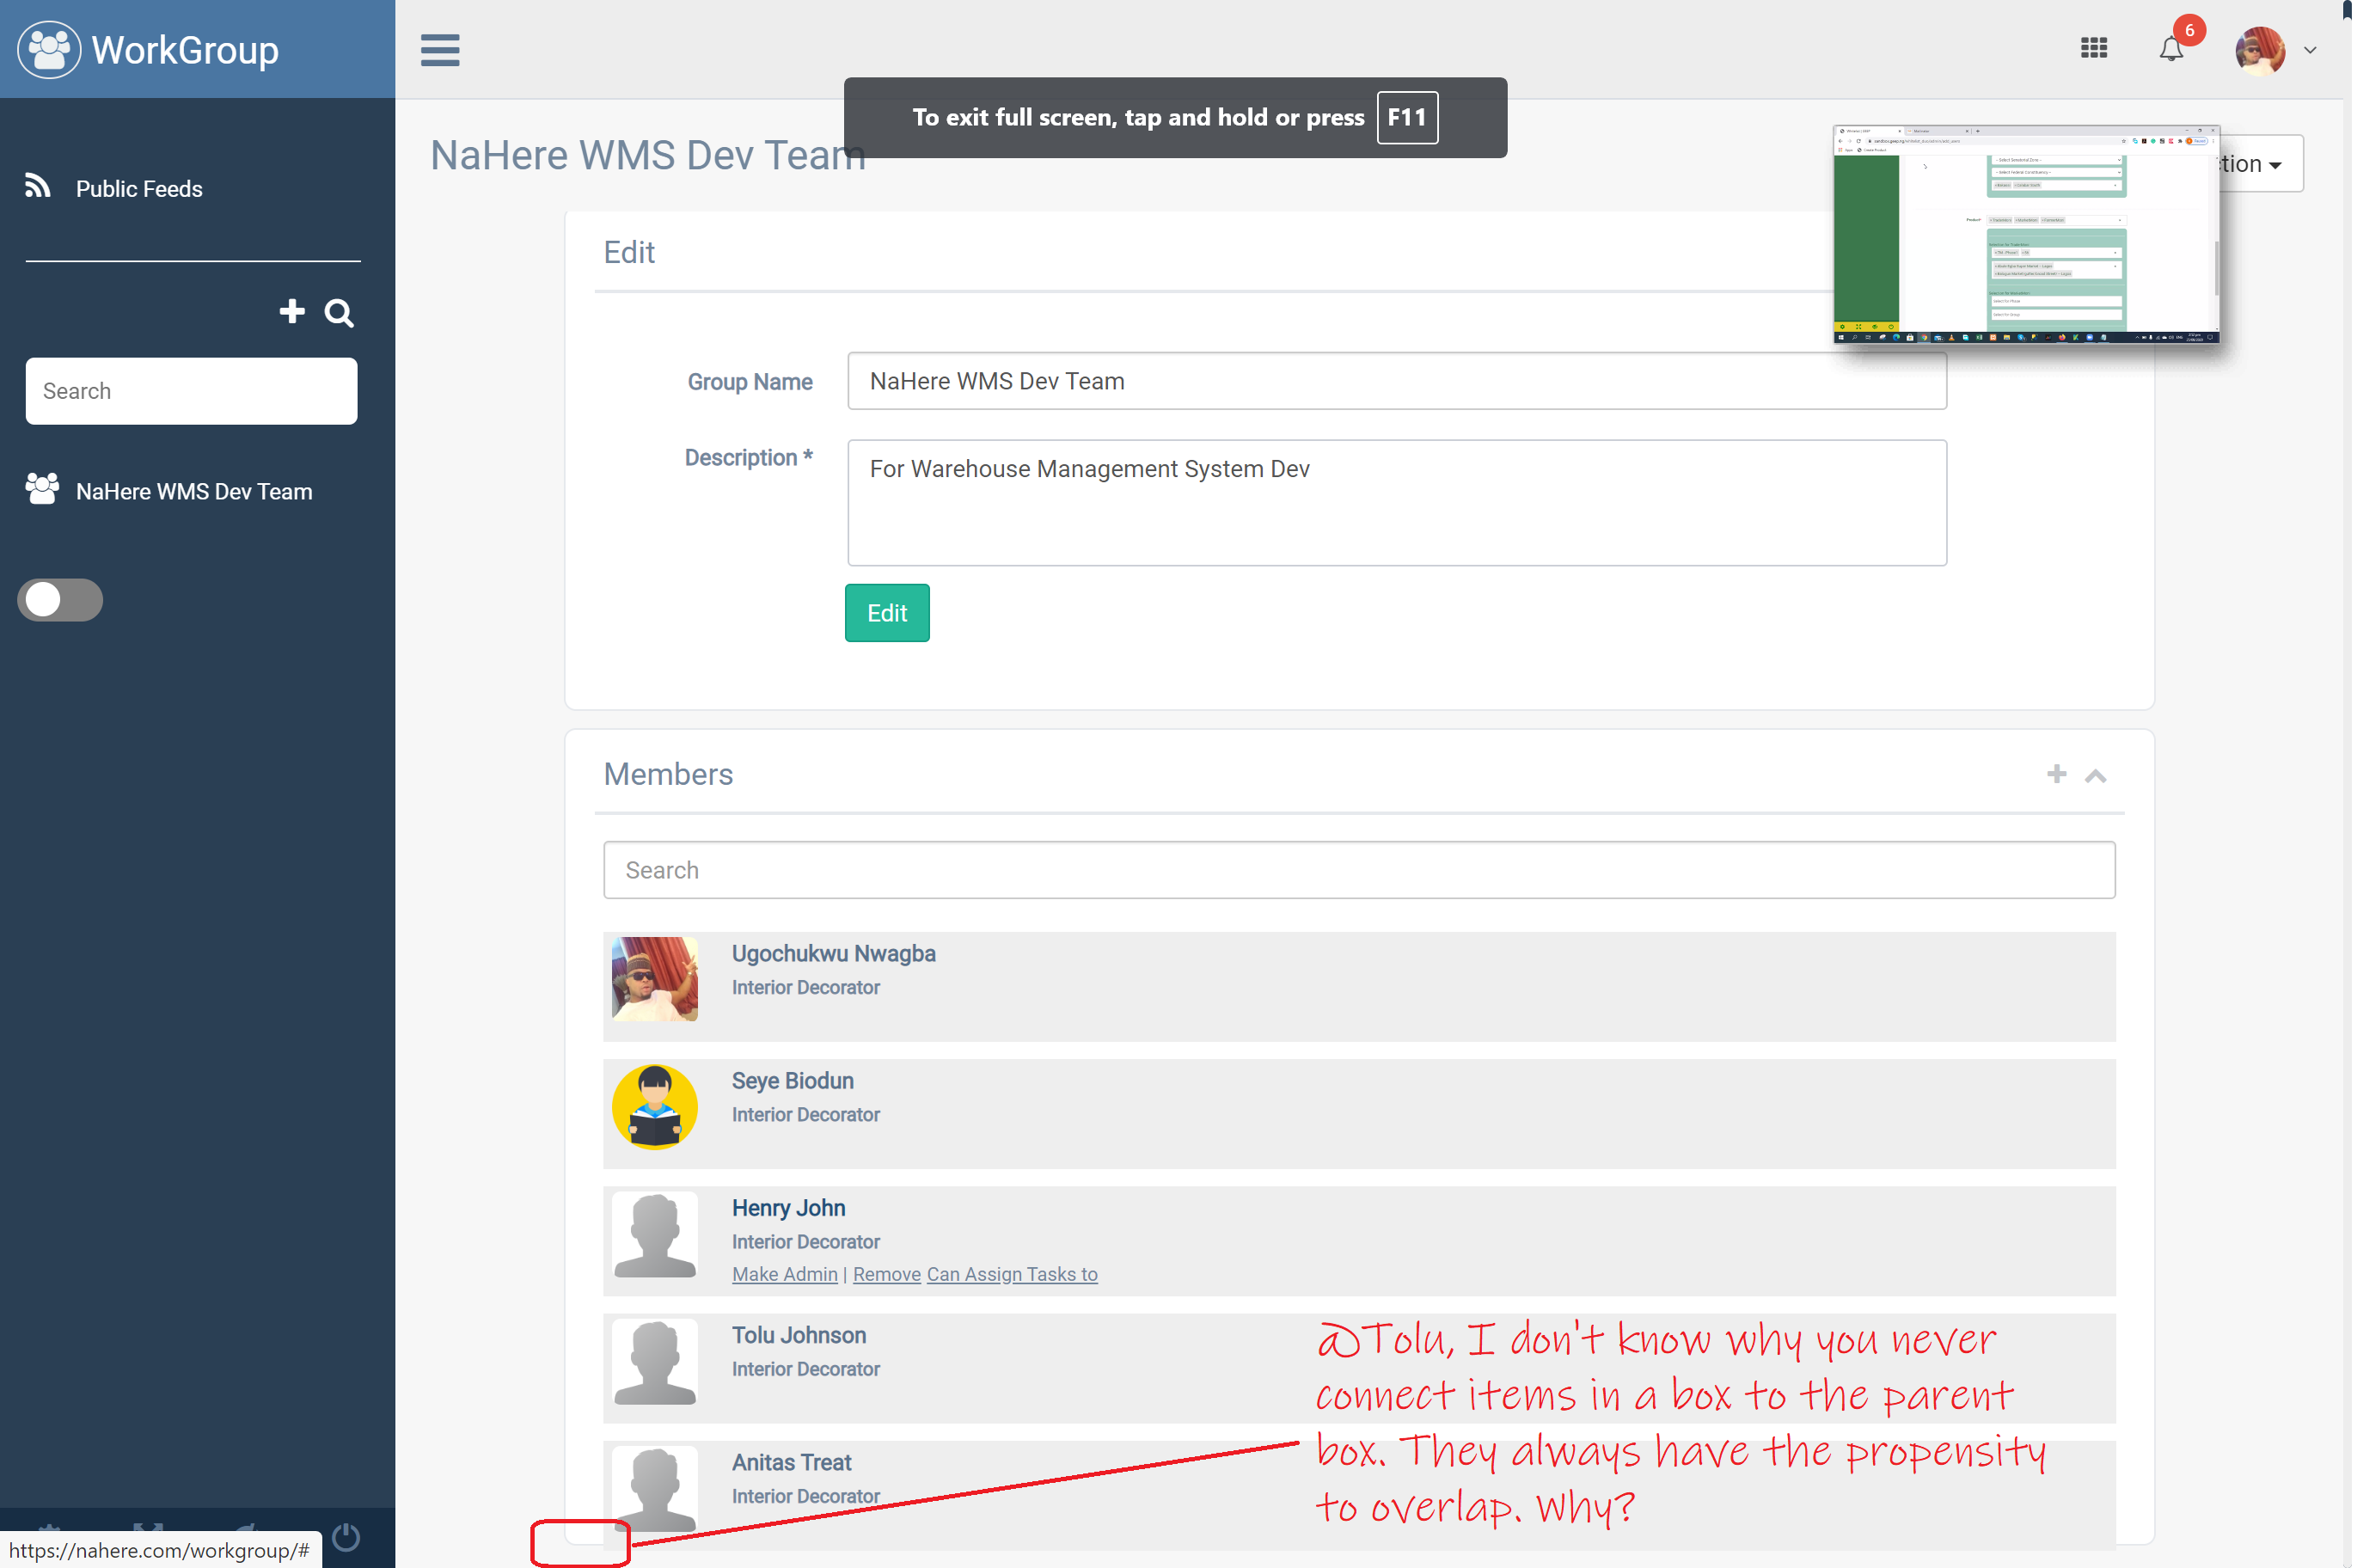 WorkGroup
6
To exit full screen, tap and hold or press F11
NaHere WMS Dev Team
Public Feeds
Search
NaHere WMS Dev Team
Edit
Group Name
NaHere WMS Dev Team
Description *
For Warehouse Management System Dev
Edit
Members
Search
Ugochukwu Nwagba
Interior Decorator
Seye Biodun
Interior Decorator
Henry John
Interior Decorator
Make Admin | Remove Can Assign Tasks to
Tolu Johnson
Interior Decorator
Anitas Treat
Interior Decorator
@Tolu, I don't know why you never
connect items in a box to the parent
box. They always have the propensity
to overlap. Why?
https://nahere.com/workgroup/#